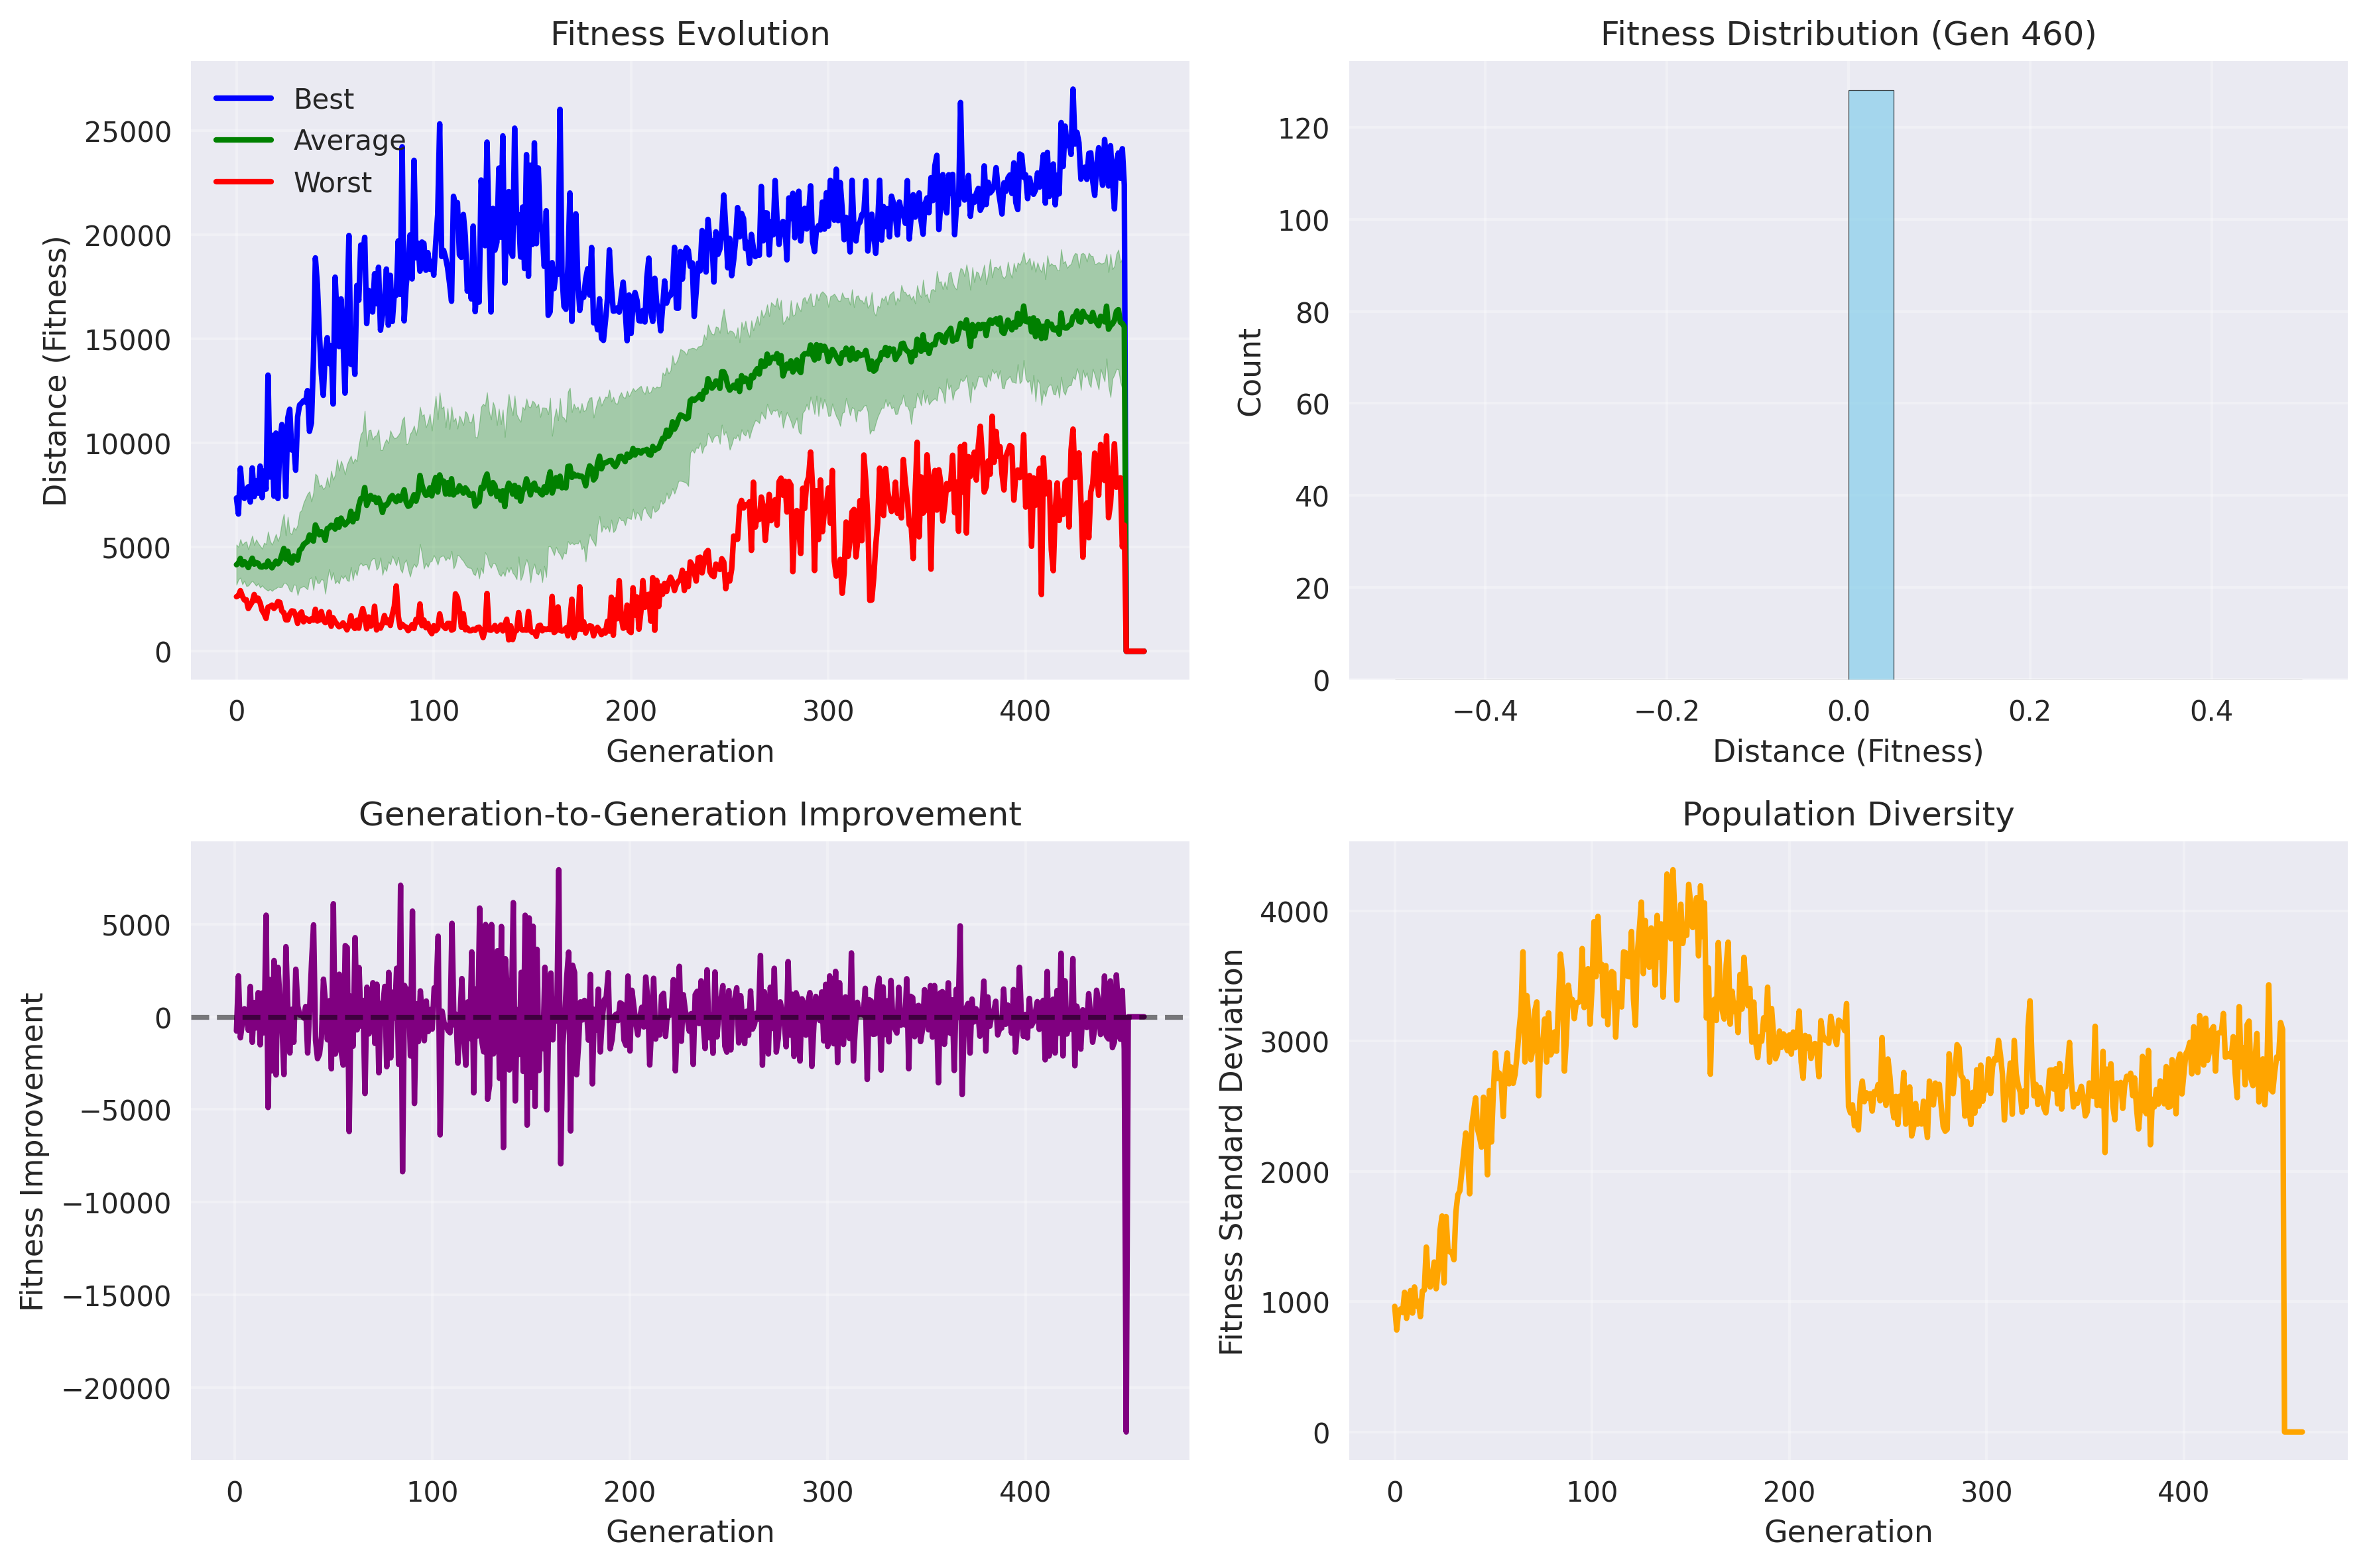 Fitness Evolution
Best
Average
Worst
25000
20000
15000
10000
5000
0
Distance (Fitness)
0 100 200 300 400
Generation
Fitness Distribution (Gen 460)
120
100
80
60
40
20
0
Count
−0.4 −0.2 0.0 0.2 0.4
Distance (Fitness)
Generation-to-Generation Improvement
5000
0
−5000
−10000
−15000
−20000
Fitness Improvement
0 100 200 300 400
Generation
Population Diversity
4000
3000
2000
1000
0
Fitness Standard Deviation
0 100 200 300 400
Generation